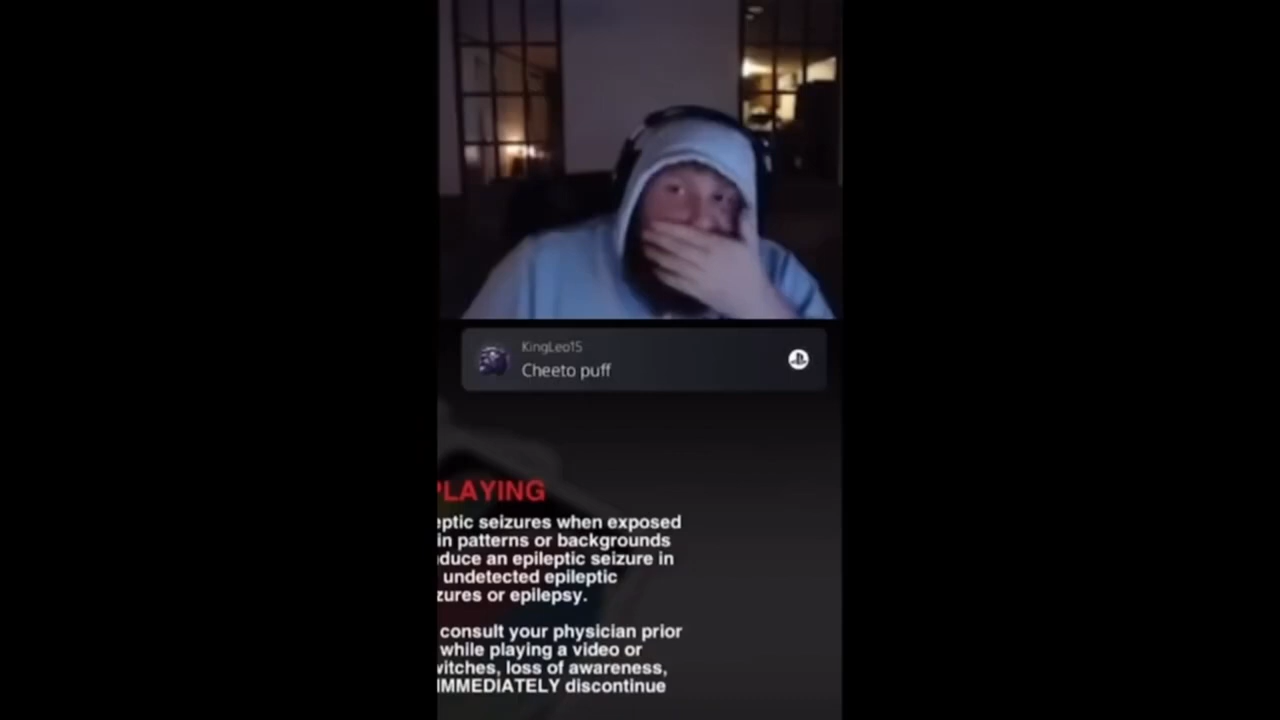 KingLeo15
Cheeto puff
PLAYING
eptic seizures when exposed
in patterns or backgrounds
duce an epileptic seizure in
undetected epileptic
zures or epilepsy.
consult your physician prior
while playing a video or
witches, loss of awareness,
IMMEDIATELY discontinue